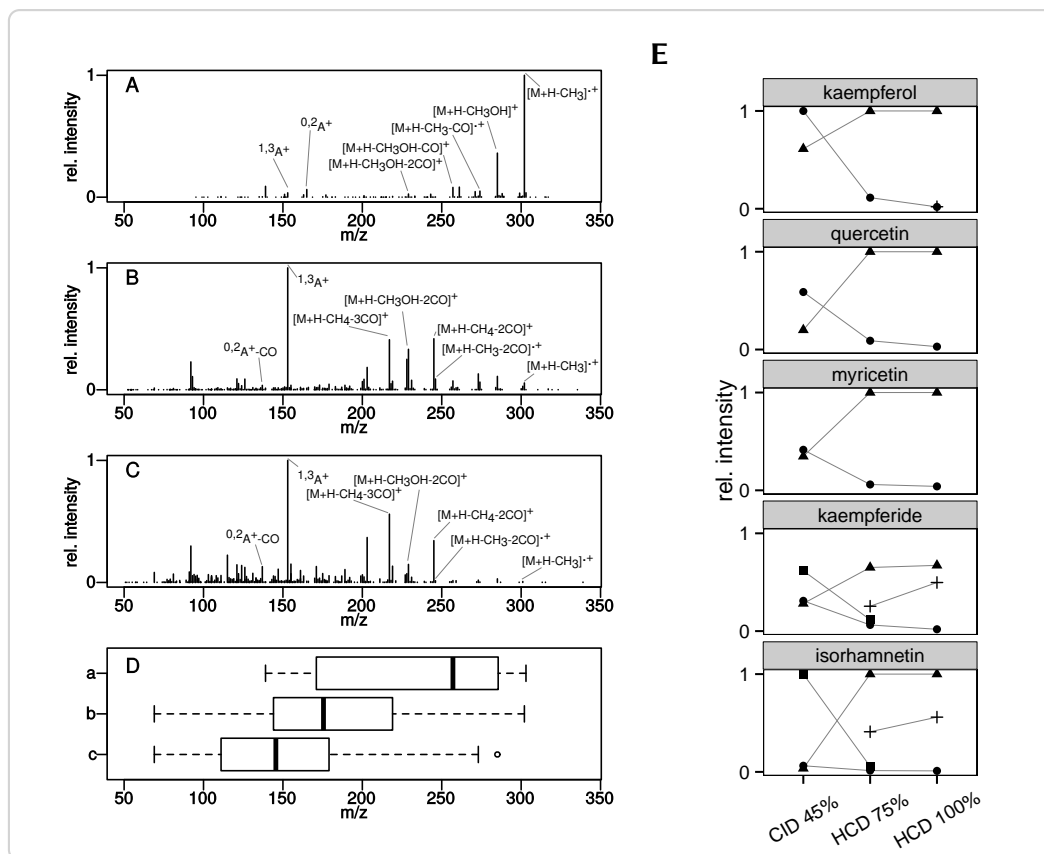 A
rel. intensity
1
0
[M+H-CH3]·+
[M+H-CH3OH]+
[M+H-CH3-CO]·+
0,2A+
1,3A+
[M+H-CH3OH-CO]+
[M+H-CH3OH-2CO]+
50 100 150 200 250 300 350
m/z
B
rel. intensity
1
0
1,3A+
[M+H-CH3OH-2CO]+
[M+H-CH4-3CO]+
[M+H-CH4-2CO]+
0,2A+-CO
[M+H-CH3-2CO]·+
[M+H-CH3]·+
50 100 150 200 250 300 350
m/z
C
rel. intensity
1
0
1,3A+
[M+H-CH3OH-2CO]+
[M+H-CH4-3CO]+
[M+H-CH4-2CO]+
0,2A+-CO
[M+H-CH3-2CO]·+
[M+H-CH3]·+
50 100 150 200 250 300 350
m/z
D
a
b
c
50 100 150 200 250 300 350
m/z
E
rel. intensity
kaempferol
1
0
quercetin
1
0
myricetin
1
0
kaempferide
1
0
isorhamnetin
1
0
CID 45% HCD 75% HCD 100%